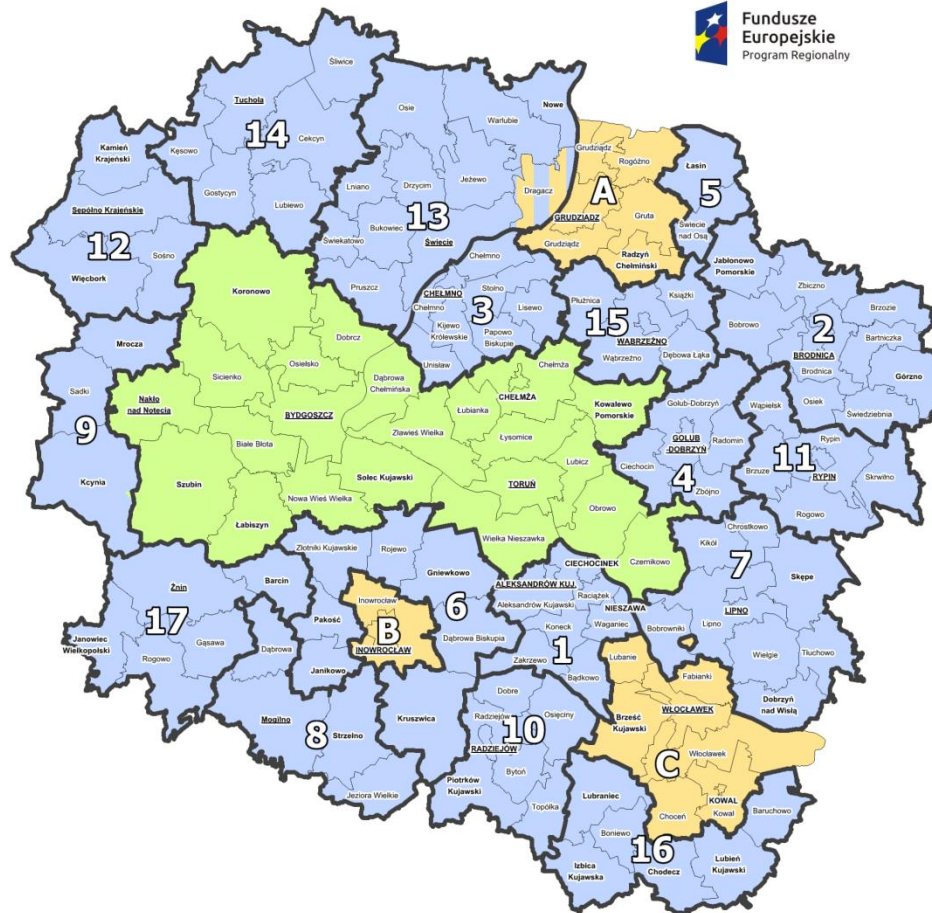 Fundusze
Europejskie
Program Regionalny
Śliwice
Tuchola
14
Cekcyn
Kęsowo
Gostycyn
Lubiewo
Osie
Nowe
Warlubie
Lniano
Drzycim
Jeżewo
Dragacz
13
Bukowiec
Świekatowo
Świecie
Pruszcz
Kamień
Krajeński
Sępólno Krajeńskie
12
Sośno
Więcbork
Grudziądz
Rogóźno
A
GRUDZIĄDZ
Gruta
Grudziądz
Radzyń
Chełmiński
Łasin
5
Świecie
nad Osą
Jabłonowo
Pomorskie
Zbiczno
Brzozie
Bobrowo
2
Bartniczka
BRODNICA
Brodnica
Górzno
Osiek
Świedziebnia
Chełmno
CHEŁMNO
Stolno
Chełmno
3
Lisewo
Kijewo
Królewskie
Papowo
Biskupie
Unisław
Płużnica
Książki
15
WĄBRZEŹNO
Wąbrzeźno
Dębowa Łąka
Koronowo
Dobrcz
Osielsko
Sicienko
Dąbrowa
Chełmińska
BYDGOSZCZ
Nakło
nad Notecią
Białe Błota
Szubin
Solec Kujawski
Nowa Wieś Wielka
Łabiszyn
Chełmża
CHEŁMŻA
Łubianka
Kowalewo
Pomorskie
Zławieś Wielka
Łysomice
Lubicz
TORUŃ
Obrowo
Wielka Nieszawka
Czernikowo
Mrocza
Sadki
9
Kcynia
Golub-Dobrzyń
GOLUB
-DOBRZYŃ
Radomin
Ciechocin
4
Zbójno
Wąpielsk
Rypin
11
Brzuze
RYPIN
Skrwilno
Rogowo
Chrostkowo
Kikół
7
Skępe
LIPNO
Bobrowniki
Lipno
Wielgie
Tłuchowo
Dobrzyń
nad Wisłą
CIECHOCINEK
ALEKSANDRÓW KUJ.
Raciążek
Aleksandrów Kujawski
NIESZAWA
Koneck
Waganiec
1
Zakrzewo
Bądkowo
Złotniki Kujawskie
Rojewo
Gniewkowo
Inowrocław
6
B
Pakość
INOWROCŁAW
Dąbrowa Biskupia
Janikowo
Kruszwica
Żnin
Barcin
17
Janowiec
Wielkopolski
Gąsawa
Rogowo
Dąbrowa
Mogilno
8
Strzelno
Jeziora Wielkie
Dobre
Radziejów
Osięciny
10
RADZIEJÓW
Bytoń
Piotrków
Kujawski
Topólka
Lubanie
Fabianki
WŁOCŁAWEK
Brześć
Kujawski
Włocławek
C
KOWAL
Choceń
Kowal
Lubraniec
Baruchowo
Boniewo
16
Izbica
Kujawska
Chodecz
Lubień
Kujawski